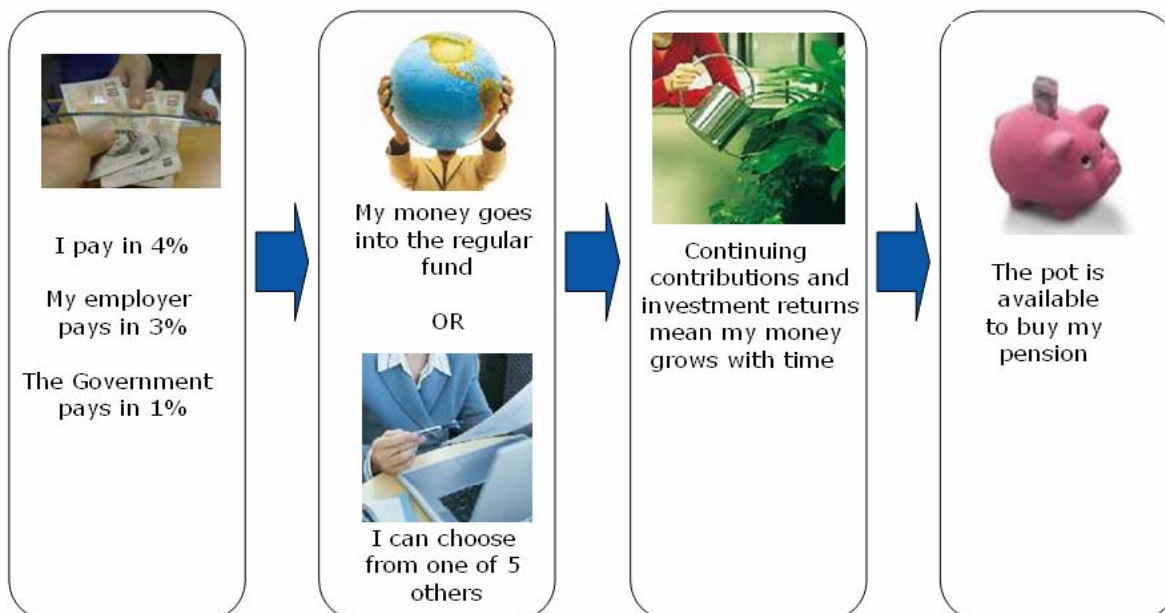 I pay in 4%
My employer
pays in 3%
The Government
pays in 1%
My money goes
into the regular
fund
OR
I can choose
from one of 5
others
Continuing
contributions and
investment returns
mean my money
grows with time
The pot is
available
to buy my
pension